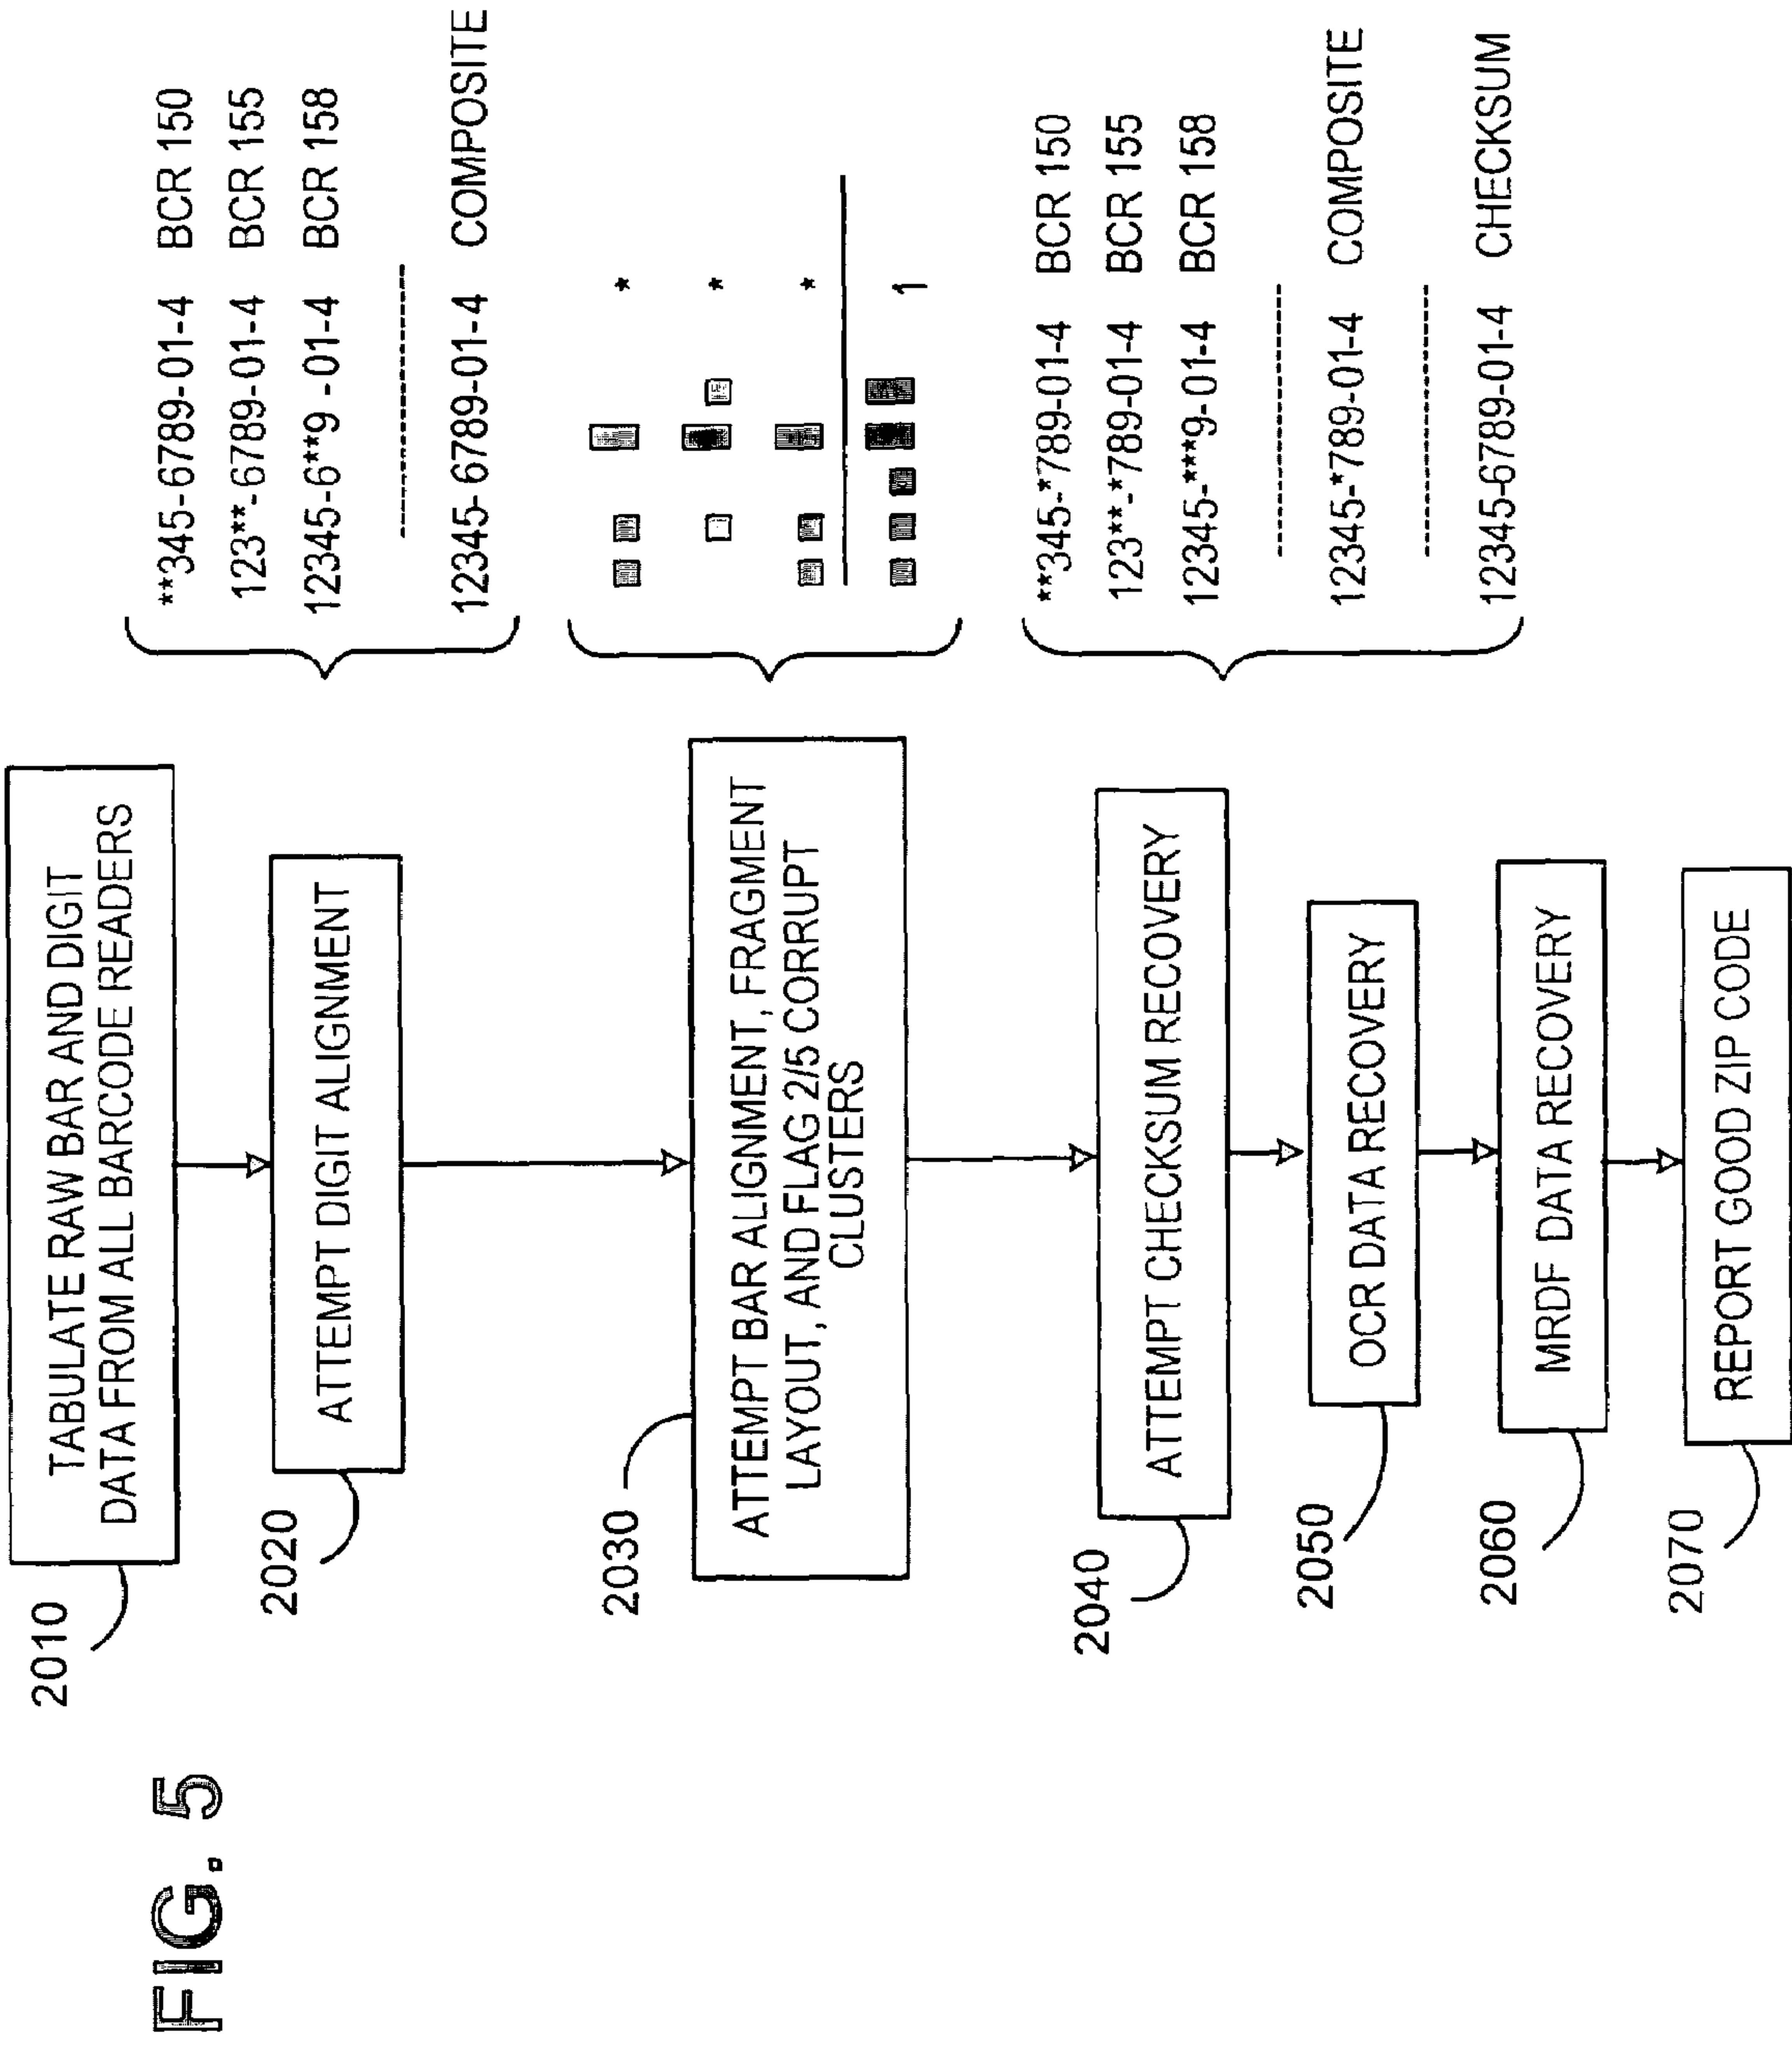 FIG. 5
2010
TABULATE RAW BAR AND DIGIT
DATA FROM ALL BARCODE READERS
2020
ATTEMPT DIGIT ALIGNMENT
**345-6789-01-4 BCR 150
123**-6789-01-4 BCR 155
12345-6**9 -01-4 BCR 158
12345- 6789-01-4 COMPOSITE
2030
ATTEMPT BAR ALIGNMENT, FRAGMENT
LAYOUT, AND FLAG 2/5 CORRUPT
CLUSTERS
*
*
*
1
2040
ATTEMPT CHECKSUM RECOVERY
**345-*789-01-4 BCR 150
123**-*789-01-4 BCR 155
12345-***9-01-4 BCR 158
12345-*789-01-4 COMPOSITE
12345-6789-01-4 CHECKSUM
2050
OCR DATA RECOVERY
2060
MRDF DATA RECOVERY
2070
REPORT GOOD ZIP CODE